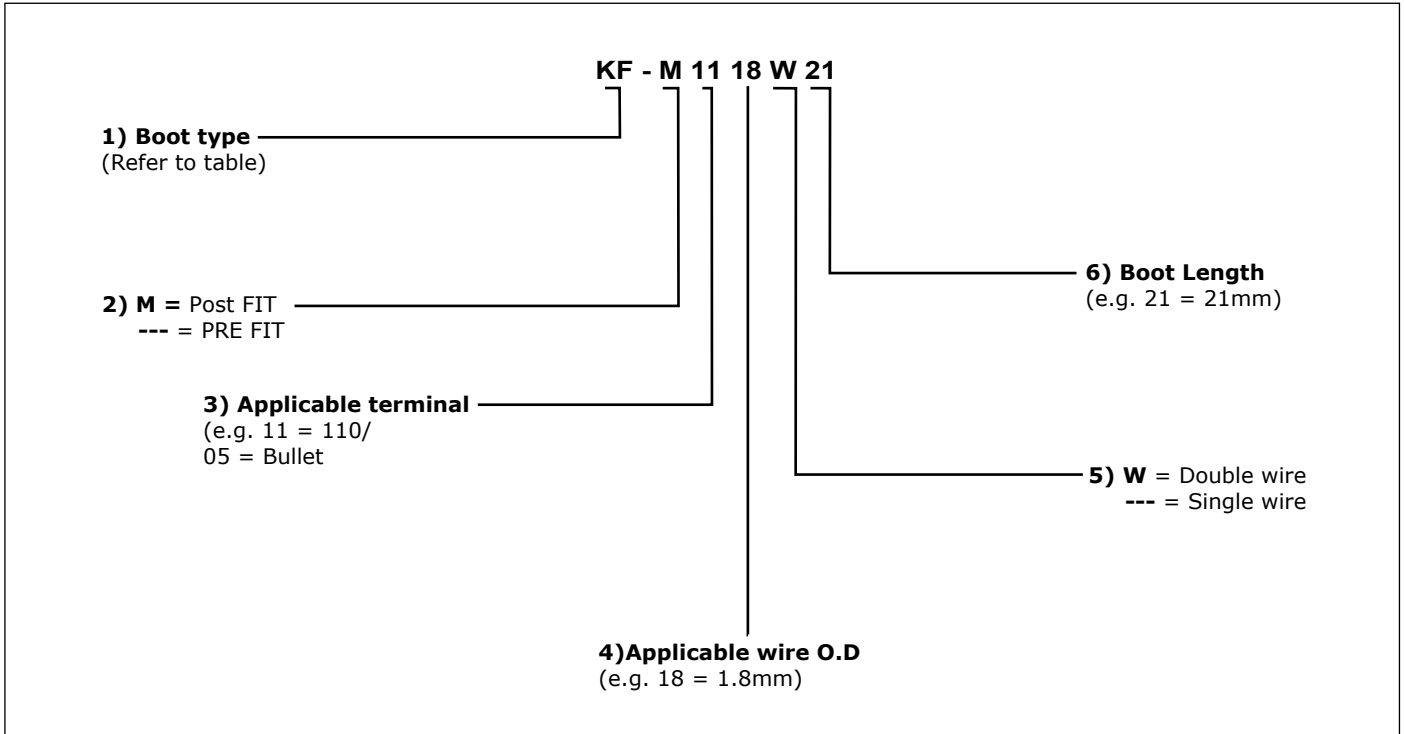 KF - M 11 18 W 21
1) Boot type
(Refer to table)
2) M = Post FIT
--- = PRE FIT
3) Applicable terminal
(e.g. 11 = 110/
05 = Bullet
4)Applicable wire O.D
(e.g. 18 = 1.8mm)
5) W = Double wire
--- = Single wire
6) Boot Length
(e.g. 21 = 21mm)